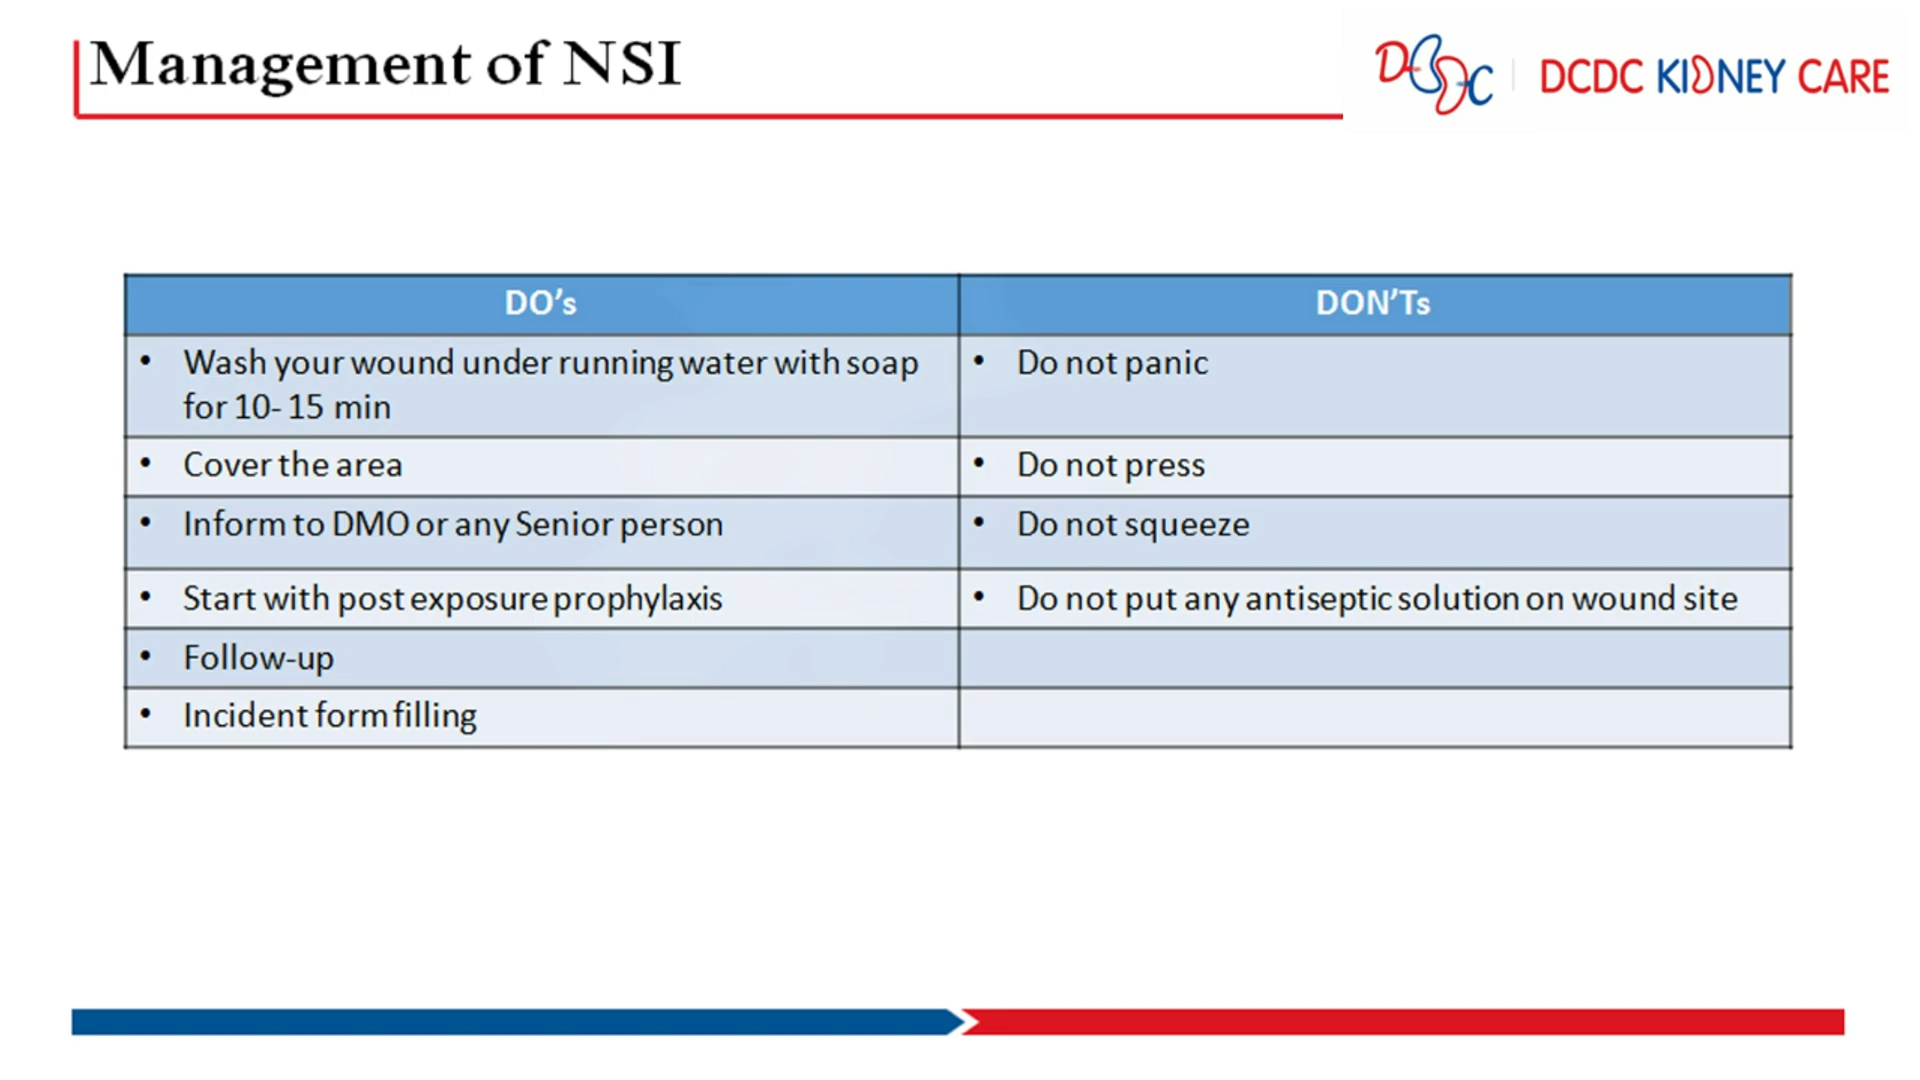 Management of NSI
DCDC
DCDC KIDNEY CARE
DO's
DON'Ts
• Wash your wound under running water with soap
for 10- 15 min
• Do not panic
• Cover the area
• Do not press
• Inform to DMO or any Senior person
• Do not squeeze
• Start with post exposure prophylaxis
• Do not put any antiseptic solution on wound site
• Follow-up
• Incident form filling